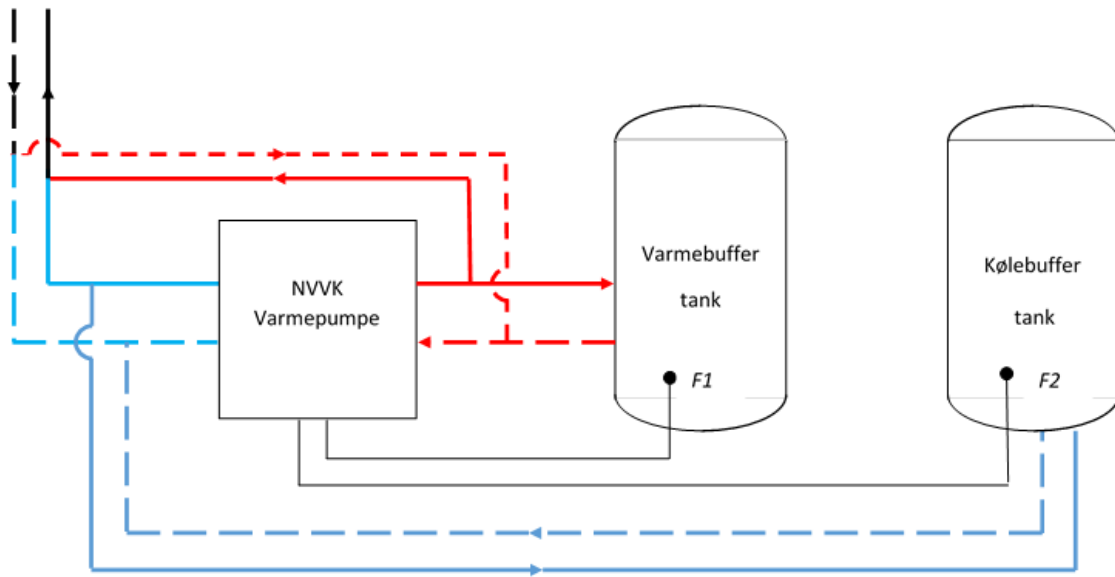 Varmebuffer
tank
Kølebuffer
tank
NVVK
Varmepumpe
F1
F2